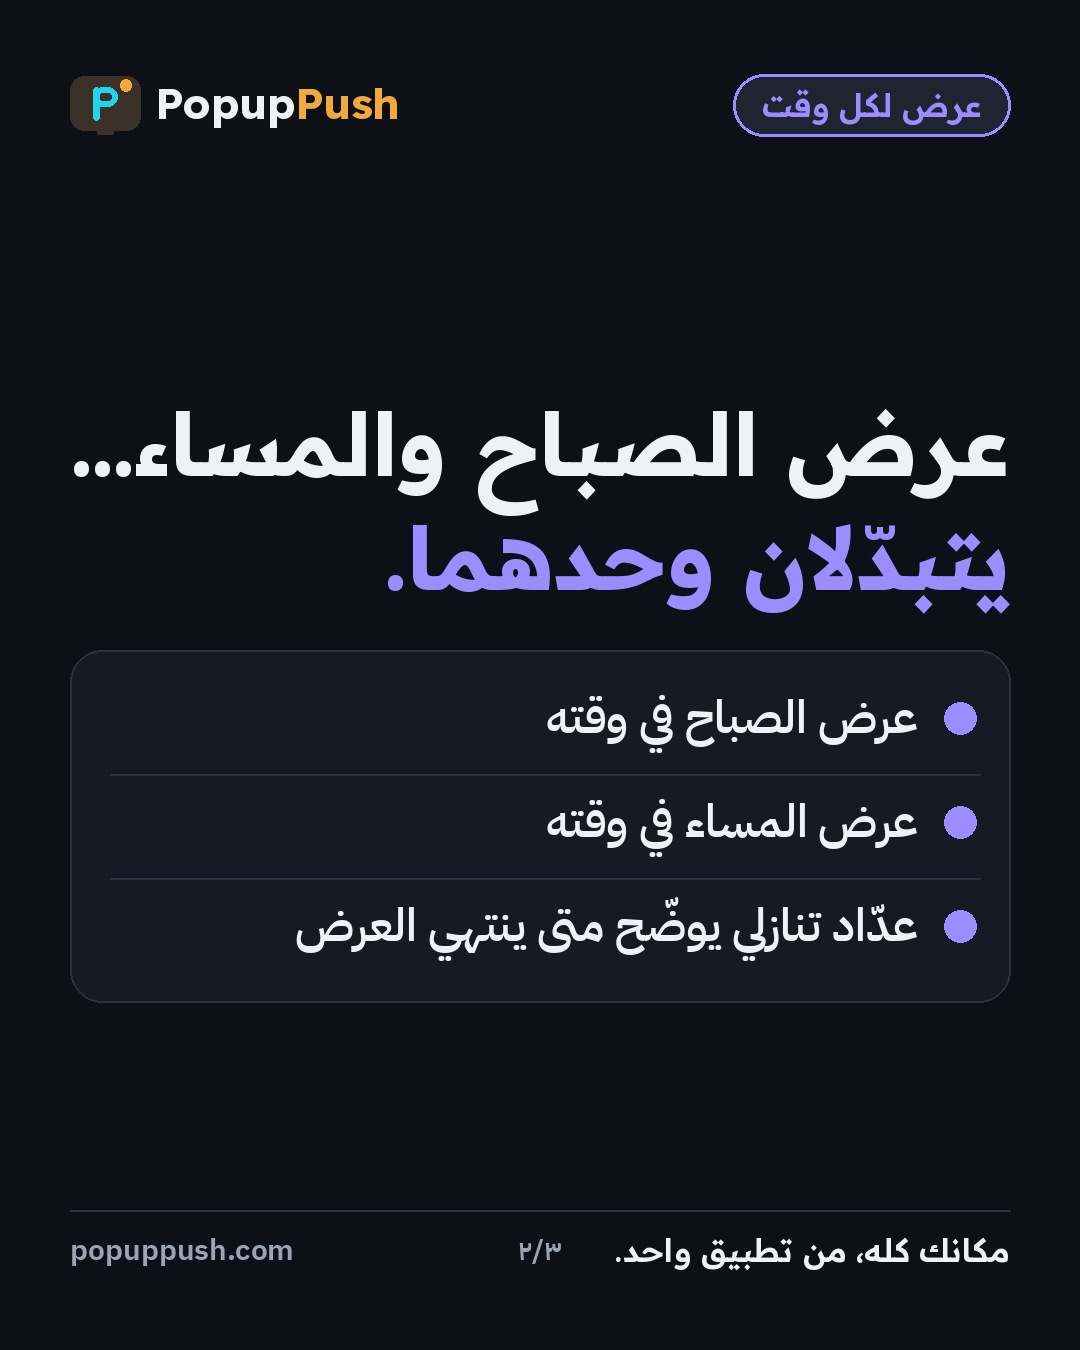 PopupPush
عرض لكل وقت
عرض الصباح والمساء...
يتبدّلان وحدهما.
عرض الصباح في وقته
عرض المساء في وقته
عدّاد تنازلي يوضّح متى ينتهي العرض
مكانك كله، من تطبيق واحد.
٢/٣
popuppush.com